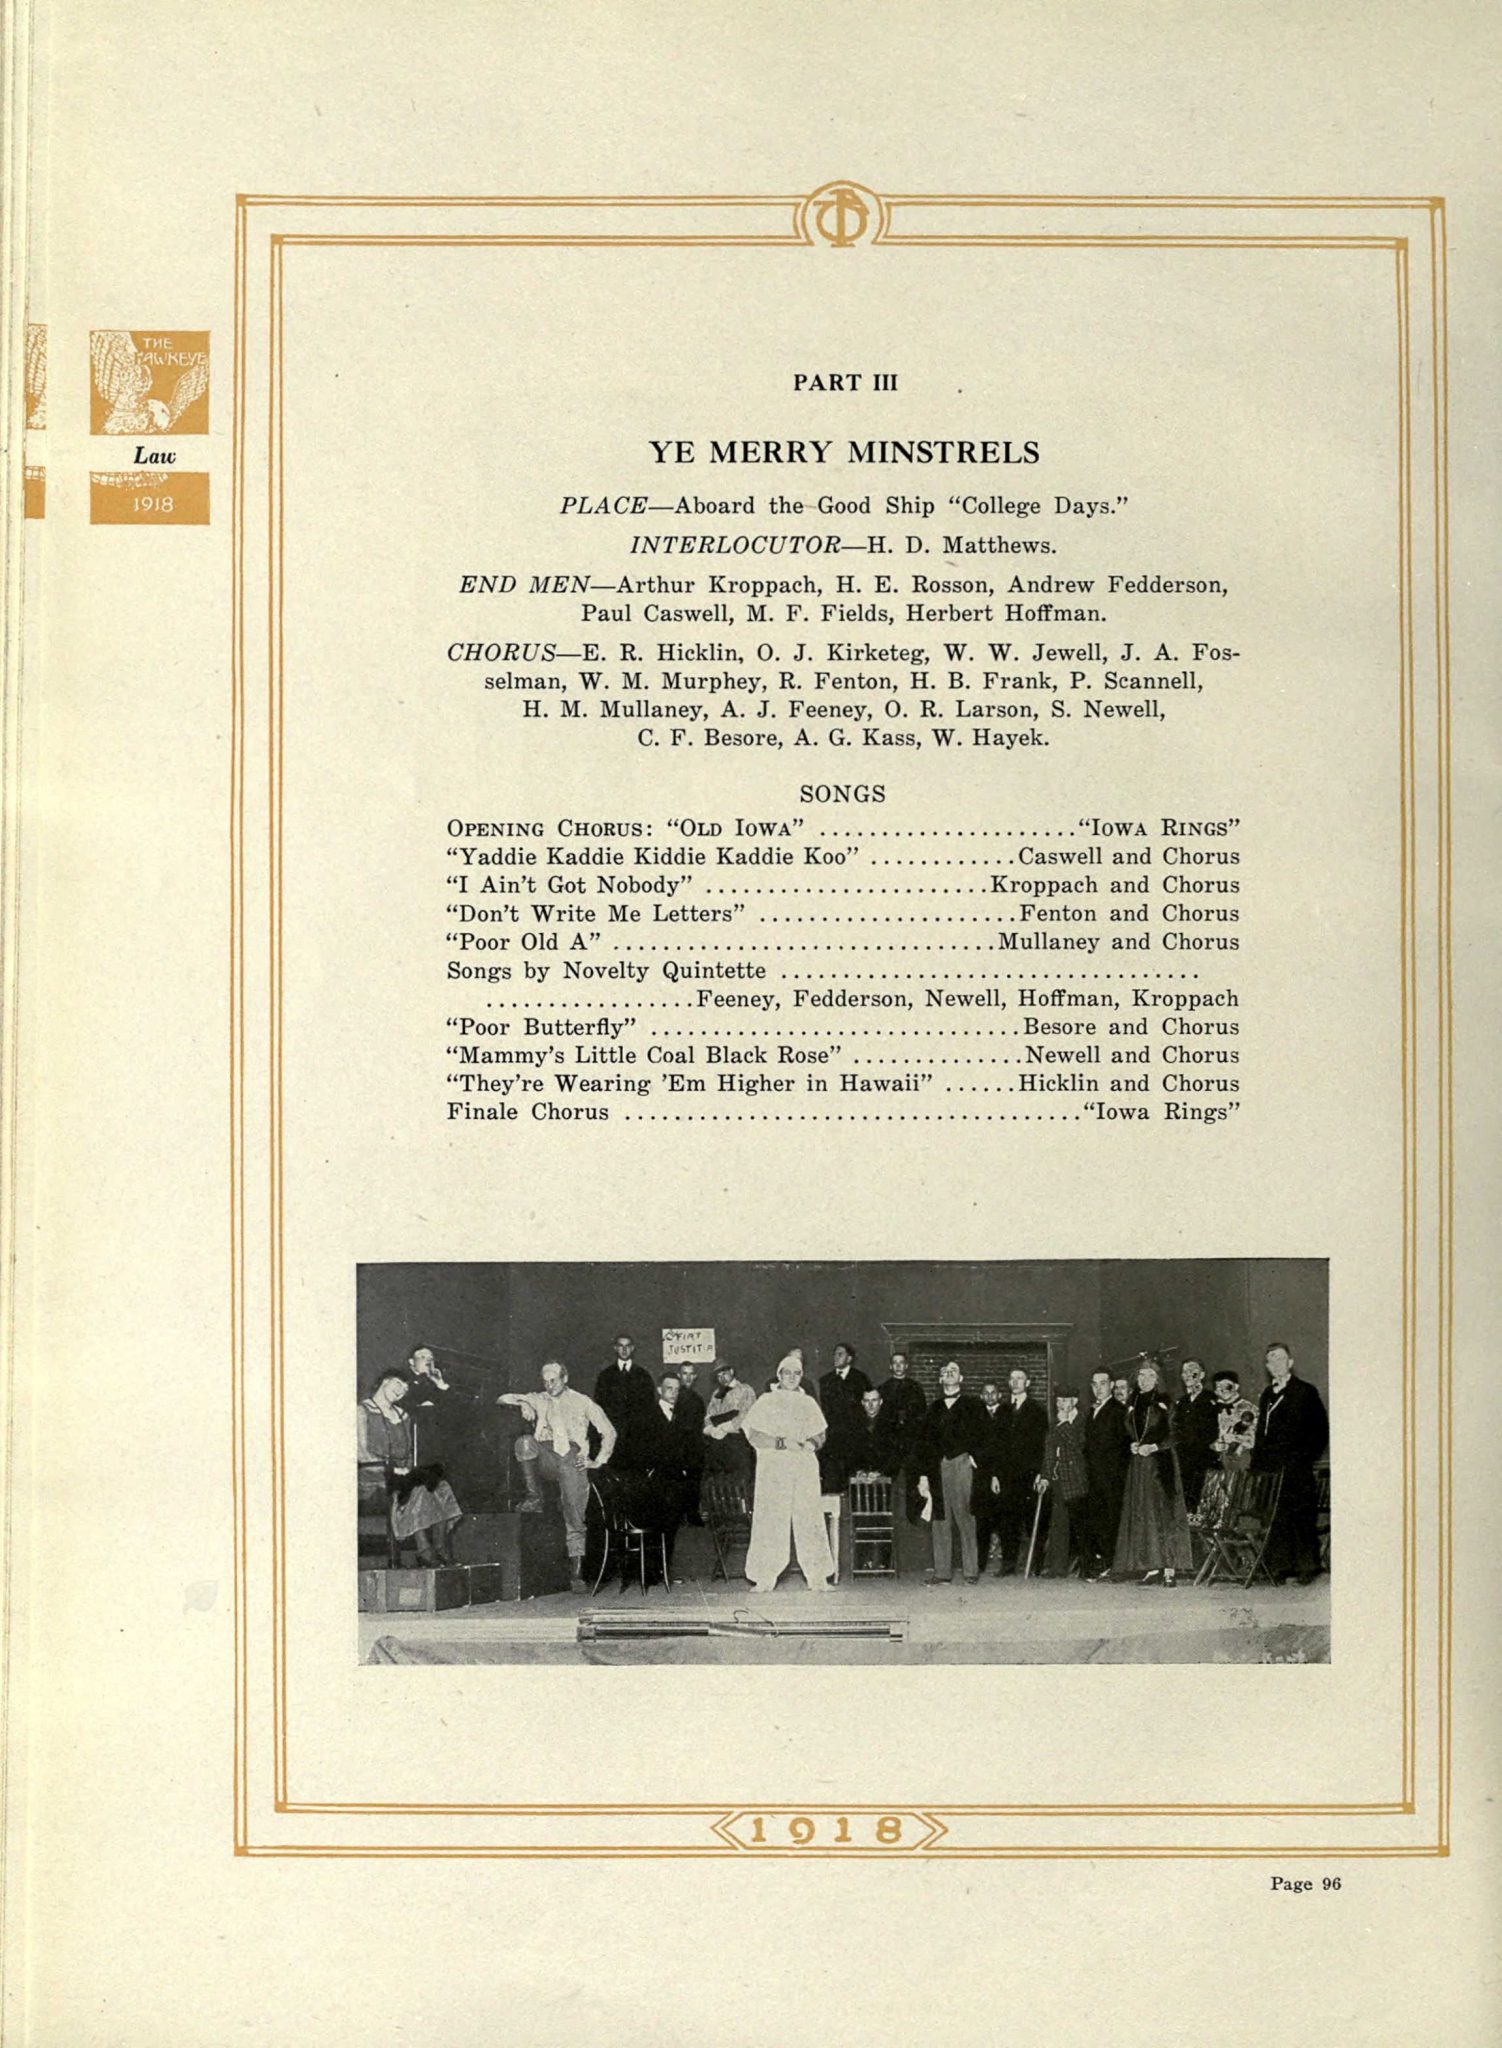 THE
HAWKEYE
Law
1918
PART III
YE MERRY MINSTRELS
PLACE—Aboard the Good Ship “College Days.”
INTERLOCUTOR—H. D. Matthews.
END MEN—Arthur Kroppach, H. E. Rosson, Andrew Fedderson,
Paul Caswell, M. F. Fields, Herbert Hoffman.
CHORUS—E. R. Hicklin, O. J. Kirketeg, W. W. Jewell, J. A. Fos-
selman, W. M. Murphey, R. Fenton, H. B. Frank, P. Scannell,
H. M. Mullaney, A. J. Feeney, O. R. Larson, S. Newell,
C. F. Besore, A. G. Kass, W. Hayek.
SONGS
OPENING CHORUS: “OLD IOWA” ....................“IOWA RINGS”
“Yaddie Kaddie Kiddie Kaddie Koo” ............Caswell and Chorus
“I Ain't Got Nobody” .......................Kroppach and Chorus
“Don't Write Me Letters” .....................Fenton and Chorus
“Poor Old A” ...............................Mullaney and Chorus
Songs by Novelty Quintette ..................................
.................Feeney, Fedderson, Newell, Hoffman, Kroppach
“Poor Butterfly” ..............................Besore and Chorus
“Mammy's Little Coal Black Rose” ..............Newell and Chorus
“They're Wearing 'Em Higher in Hawaii” ......Hicklin and Chorus
Finale Chorus .....................................“Iowa Rings”
FIAT
JUSTITIA
1918
Page 96